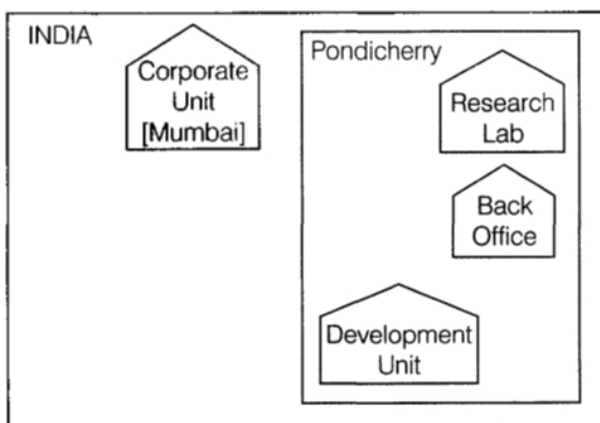 INDIA
Corporate
Unit
[Mumbai]
Pondicherry
Research
Lab
Back
Office
Development
Unit